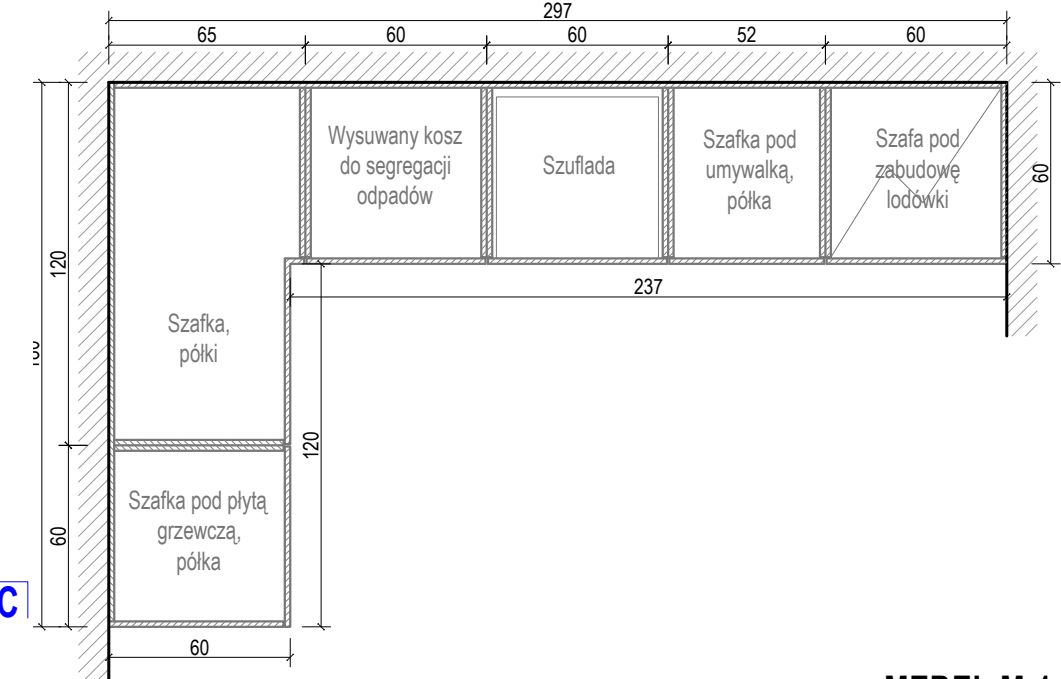 297
65
60
60
52
60
Wysuwany kosz
do segregacji
odpadów
Szuflada
Szafka pod
umywalką,
półka
Szafa pod
zabudowę
lodówki
60
120
237
Szafka,
półki
120
60
Szafka pod płytą
grzewczą,
półka
C
60